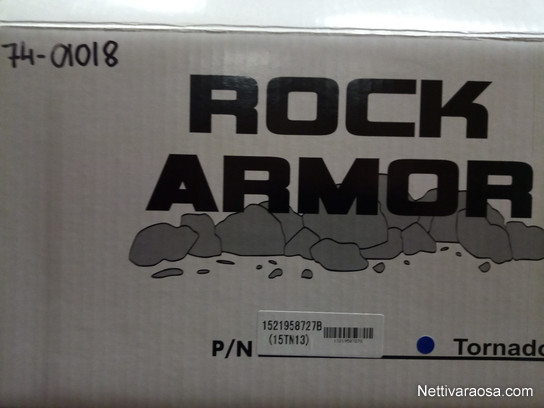 74-01018
ROCK
ARMOR
1521958727B
(15TN13)
P/N
Tornado
Nettivaraosa.com